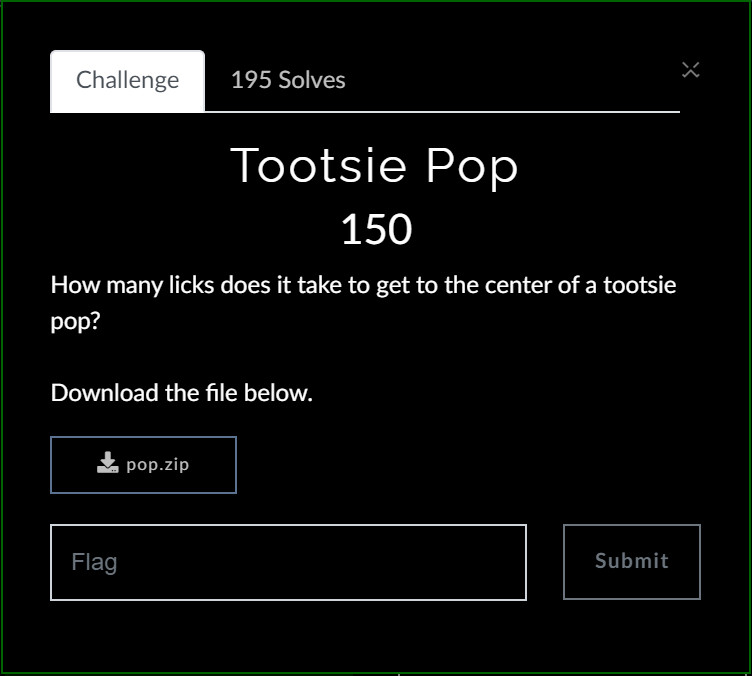 Challenge
195 Solves
Tootsie Pop
150
How many licks does it take to get to the center of a tootsie
pop?
Download the file below.
pop.zip
Flag
Submit